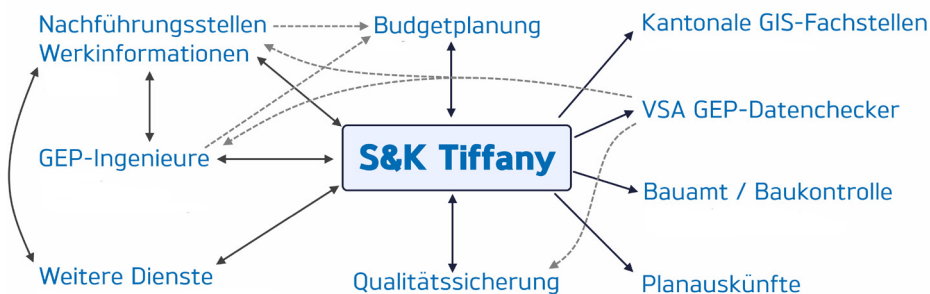 Nachführungsstellen
Werkinformationen
Budgetplanung
Kantonale GIS-Fachstellen
VSA GEP-Datenchecker
GEP-Ingenieure
S&K Tiffany
Bauamt / Baukontrolle
Weitere Dienste
Qualitätssicherung
Planauskünfte